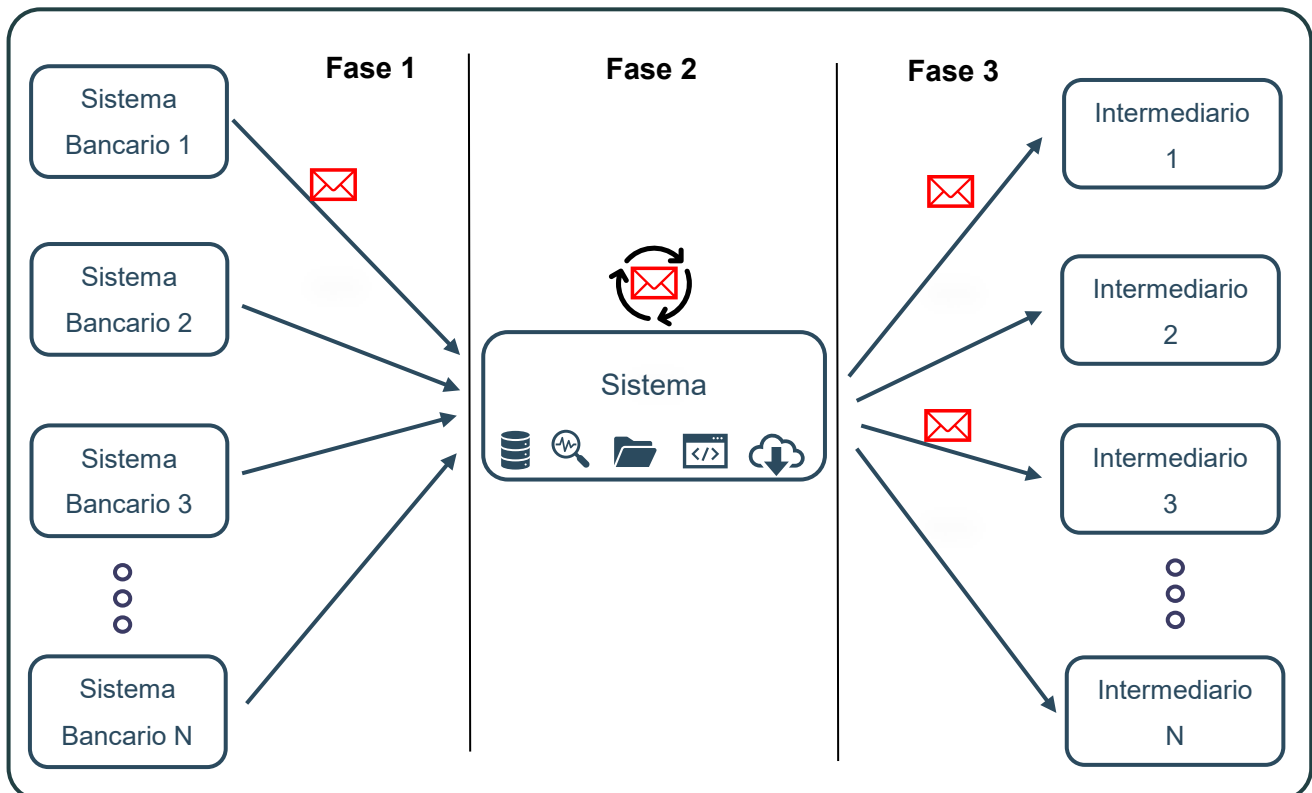 Fase 1
Fase 2
Fase 3
Sistema
Bancario 1
Sistema
Bancario 2
Sistema
Bancario 3
Sistema
Bancario N
Sistema
</>
Intermediario
1
Intermediario
2
Intermediario
3
Intermediario
N